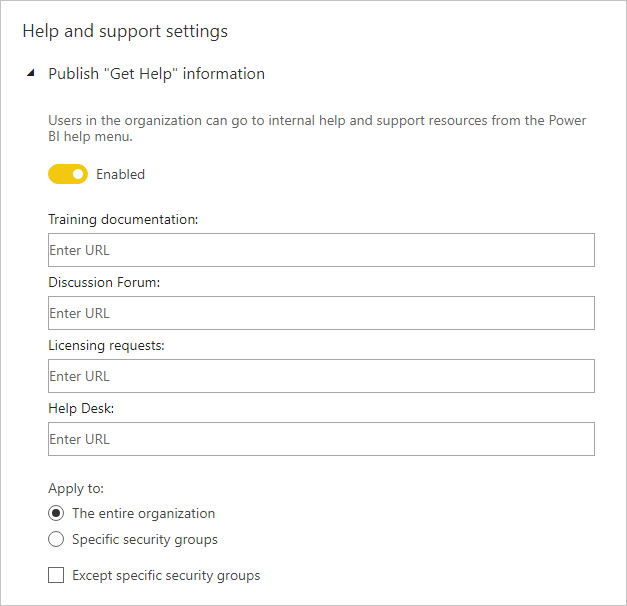 Help and support settings
Publish "Get Help" information
Users in the organization can go to internal help and support resources from the Power
BI help menu.
Enabled
Training documentation:
Enter URL
Discussion Forum:
Enter URL
Licensing requests:
Enter URL
Help Desk:
Enter URL
Apply to:
The entire organization
Specific security groups
Except specific security groups